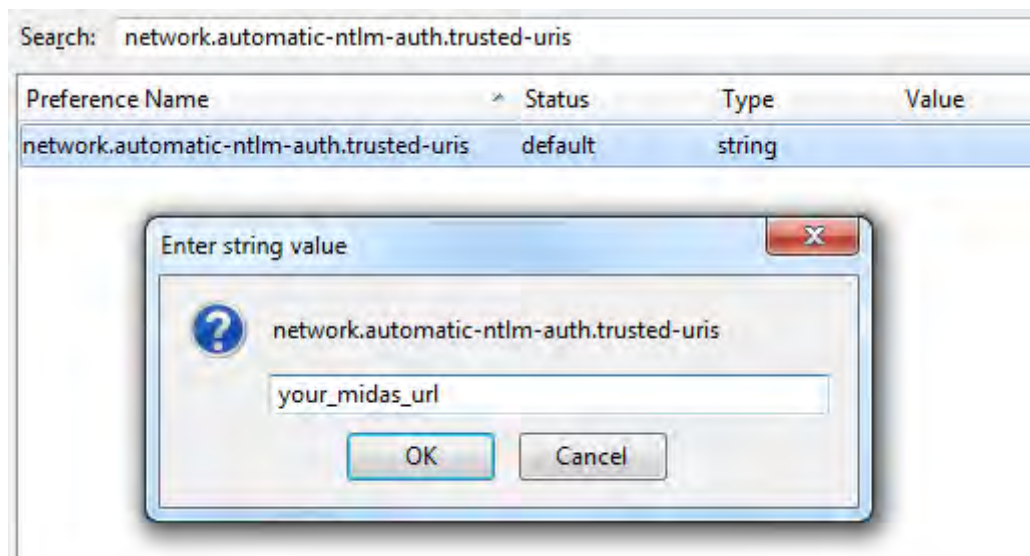 Search: network.automatic-ntlm-auth.trusted-uris
Preference Name Status Type Value
network.automatic-ntlm-auth.trusted-uris default string
Enter string value
network.automatic-ntlm-auth.trusted-uris
your_midas_url
OK Cancel